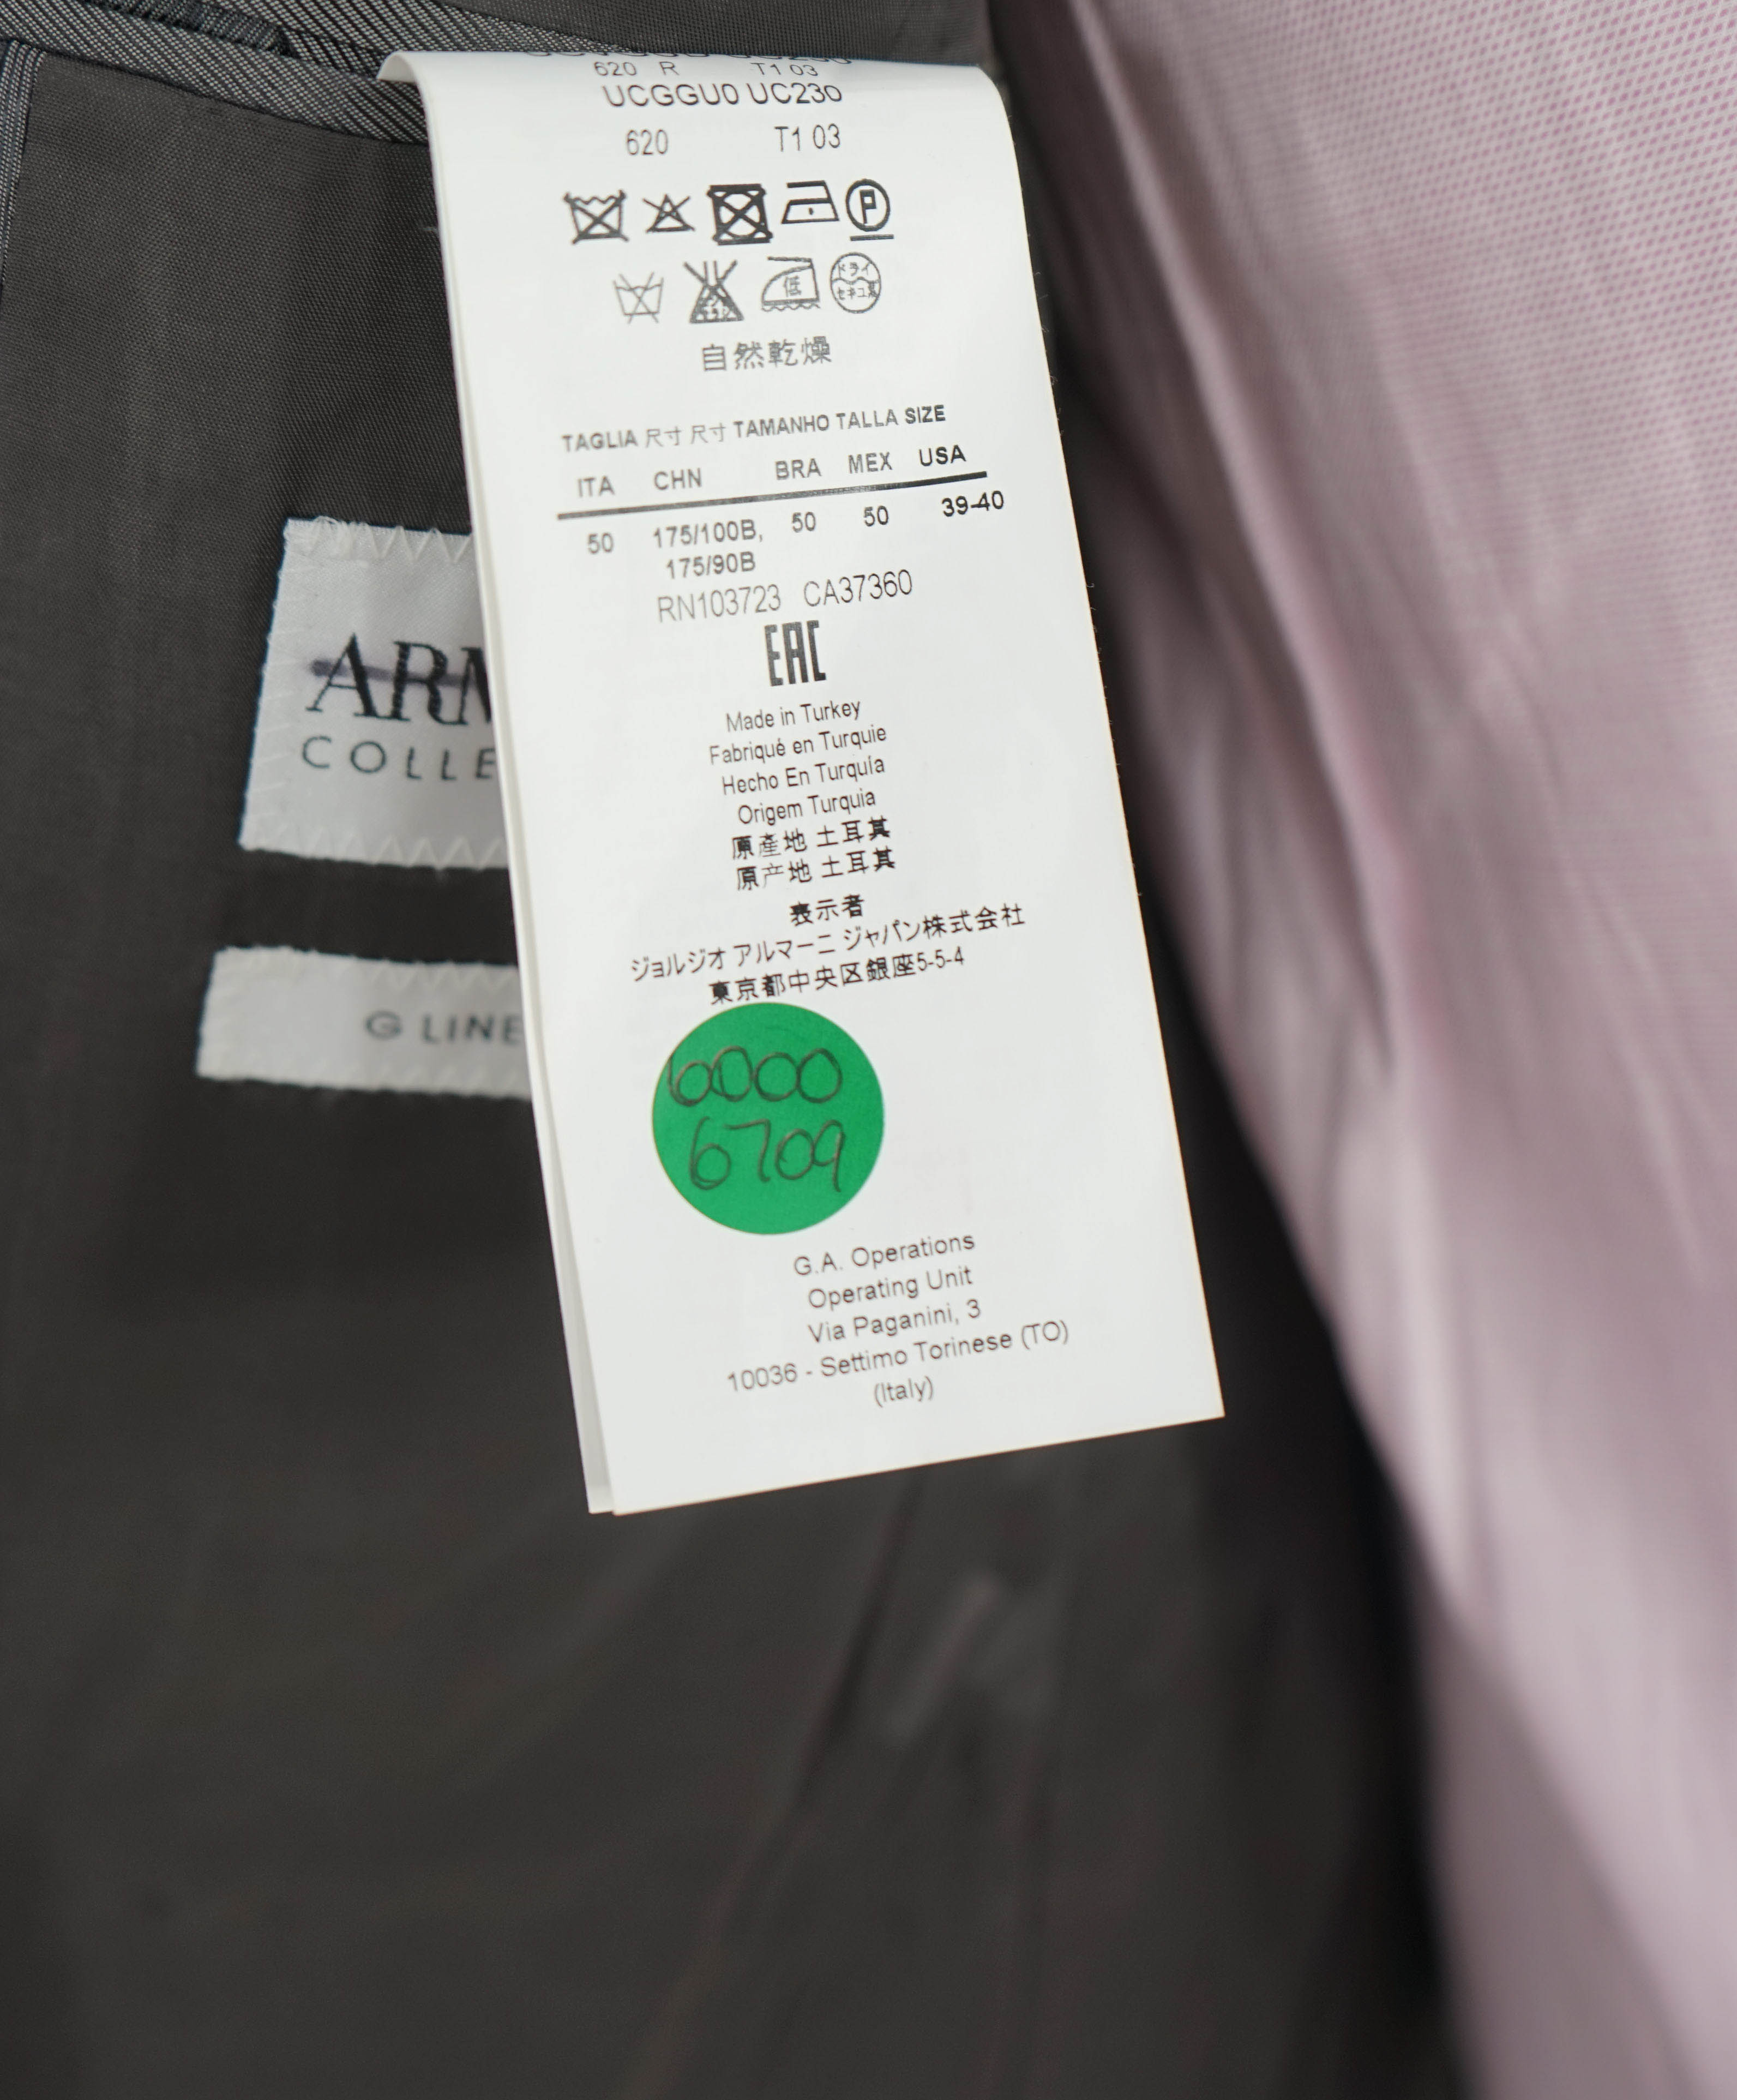 620 R T1 03
UCGGU0 UC230
620 T1 03
P
低
ドライ
自然乾燥
TAGLIA 尺寸 尺寸 TAMANHO TALLA SIZE
ITA CHN BRA MEX USA
50 175/100B, 50 50 39-40
175/90B
RN103723 CA37360
EAC
Made in Turkey
Fabriqué en Turquie
Hecho En Turquía
Origem Turquia
原產地 土耳其
原产地 土耳其
表示者
ジョルジオ アルマーニ ジャパン株式会社
東京都中央区銀座5-5-4
6000
6709
G.A. Operations
Operating Unit
Via Paganini, 3
10036 - Settimo Torinese (TO)
(Italy)
ARM
COLLE
G LINE